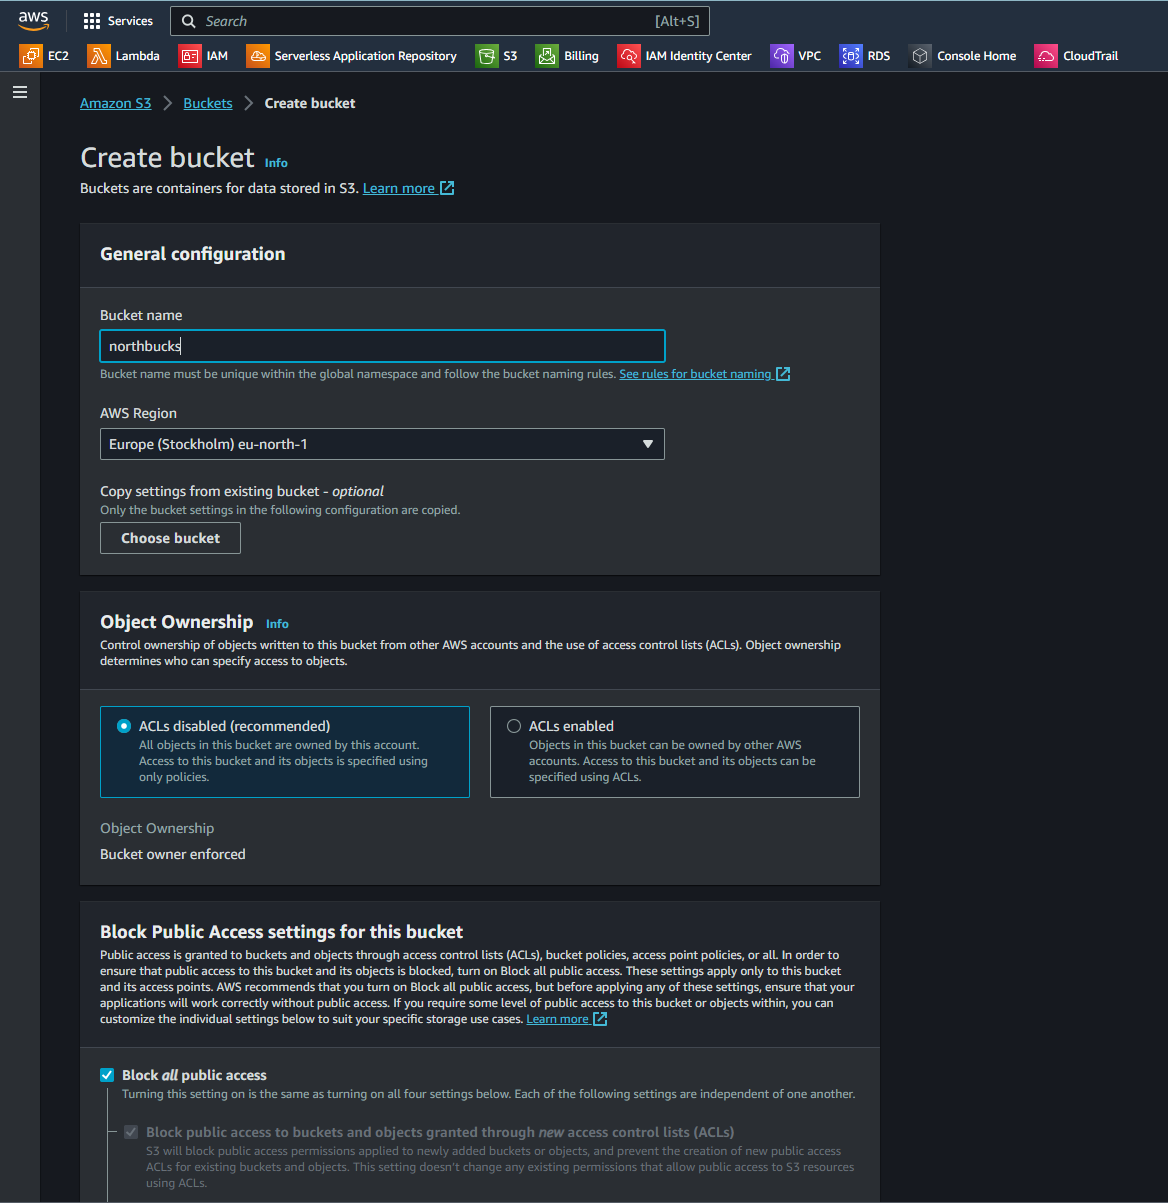 aws
Services
Search
[Alt+S]
EC2
Lambda
IAM
Serverless Application Repository
S3
Billing
IAM Identity Center
VPC
RDS
Console Home
CloudTrail
Amazon S3
Buckets
Create bucket
Create bucket Info
Buckets are containers for data stored in S3. Learn more
General configuration
Bucket name
northbucks
Bucket name must be unique within the global namespace and follow the bucket naming rules. See rules for bucket naming
AWS Region
Europe (Stockholm) eu-north-1
Copy settings from existing bucket - optional
Only the bucket settings in the following configuration are copied.
Choose bucket
Object Ownership Info
Control ownership of objects written to this bucket from other AWS accounts and the use of access control lists (ACLs). Object ownership
determines who can specify access to objects.
ACLs disabled (recommended)
All objects in this bucket are owned by this account.
Access to this bucket and its objects is specified using
only policies.
ACLs enabled
Objects in this bucket can be owned by other AWS
accounts. Access to this bucket and its objects can be
specified using ACLs.
Object Ownership
Bucket owner enforced
Block Public Access settings for this bucket
Public access is granted to buckets and objects through access control lists (ACLs), bucket policies, access point policies, or all. In order to
ensure that public access to this bucket and its objects is blocked, turn on Block all public access. These settings apply only to this bucket
and its access points. AWS recommends that you turn on Block all public access, but before applying any of these settings, ensure that your
applications will work correctly without public access. If you require some level of public access to this bucket or objects within, you can
customize the individual settings below to suit your specific storage use cases. Learn more
Block all public access
Turning this setting on is the same as turning on all four settings below. Each of the following settings are independent of one another.
Block public access to buckets and objects granted through new access control lists (ACLs)
S3 will block public access permissions applied to newly added buckets or objects, and prevent the creation of new public access
ACLs for existing buckets and objects. This setting doesn't change any existing permissions that allow public access to S3 resources
using ACLs.